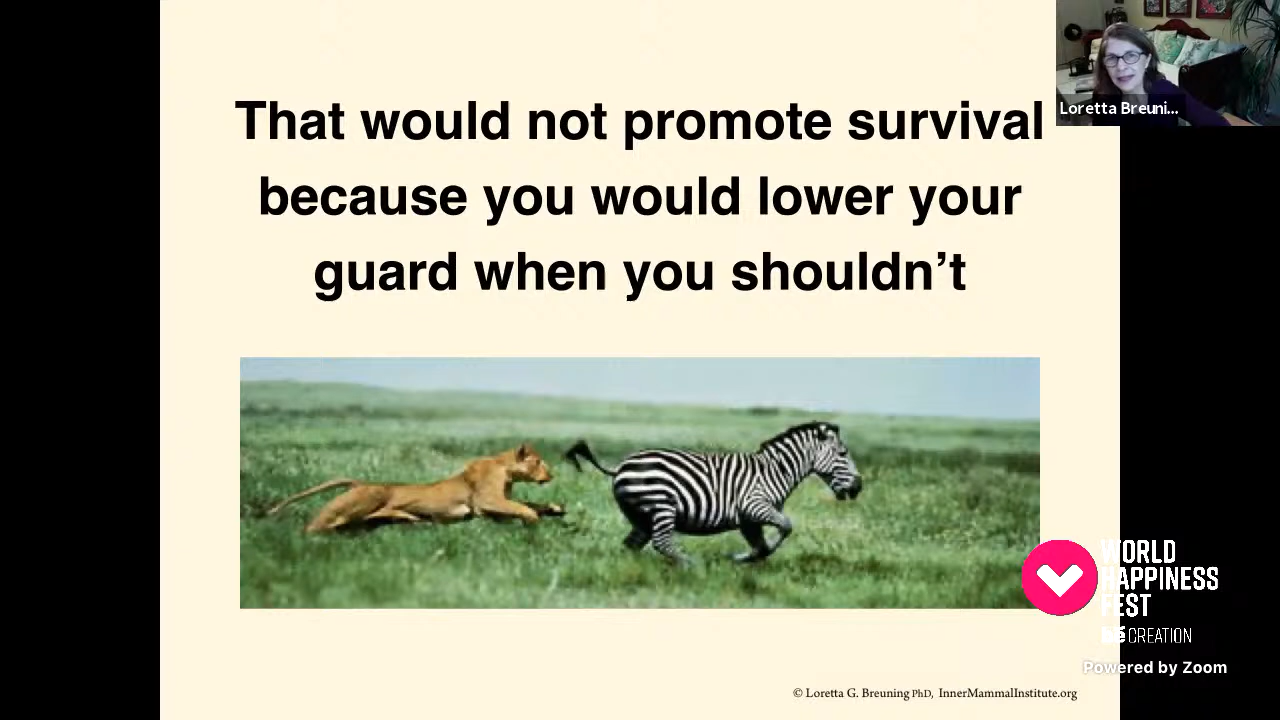 That would not promote survival
because you would lower your
guard when you shouldn’t
Loretta Breuni...
WORLD
HAPPINESS
FEST
CREATION
Powered by Zoom
© Loretta G. Breuning PhD, InnerMammalInstitute.org